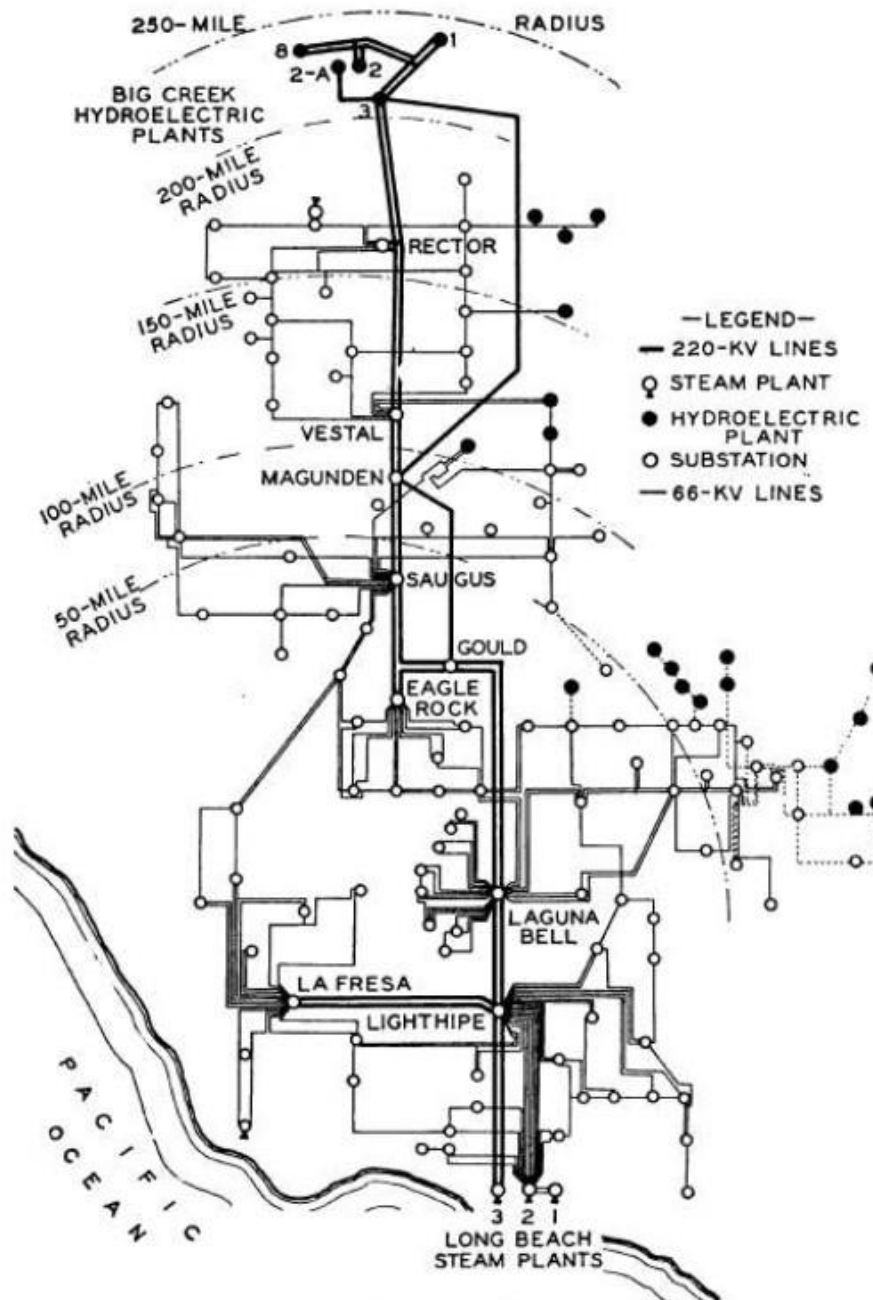 250-MILE RADIUS
8
1
2-A
2
3
BIG CREEK
HYDROELECTRIC
PLANTS
200-MILE
RADIUS
RECTOR
150-MILE
RADIUS
—LEGEND—
220-KV LINES
STEAM PLANT
HYDROELECTRIC
PLANT
SUBSTATION
66-KV LINES
VESTAL
MAGUNDEN
100-MILE
RADIUS
SAUGUS
50-MILE
RADIUS
GOULD
EAGLE
ROCK
LAGUNA
BELL
LA FRESA
LIGHTHIPE
PACIFIC
OCEAN
3 2 1
LONG BEACH
STEAM PLANTS